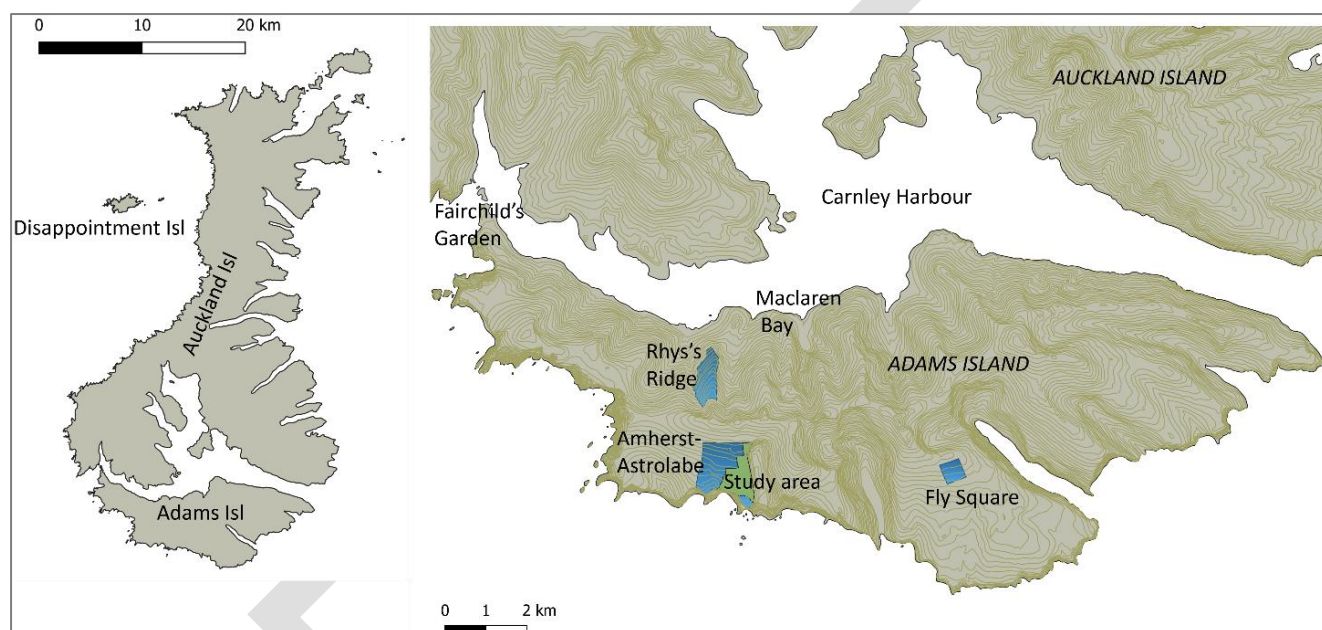 0 10 20 km
Disappointment Isl
Auckland Isl
Adams Isl
AUCKLAND ISLAND
Carnley Harbour
Fairchild's
Garden
Maclaren
Bay
Rhys's
Ridge
ADAMS ISLAND
Amherst-
Astrolabe
Study area
Fly Square
0 1 2 km